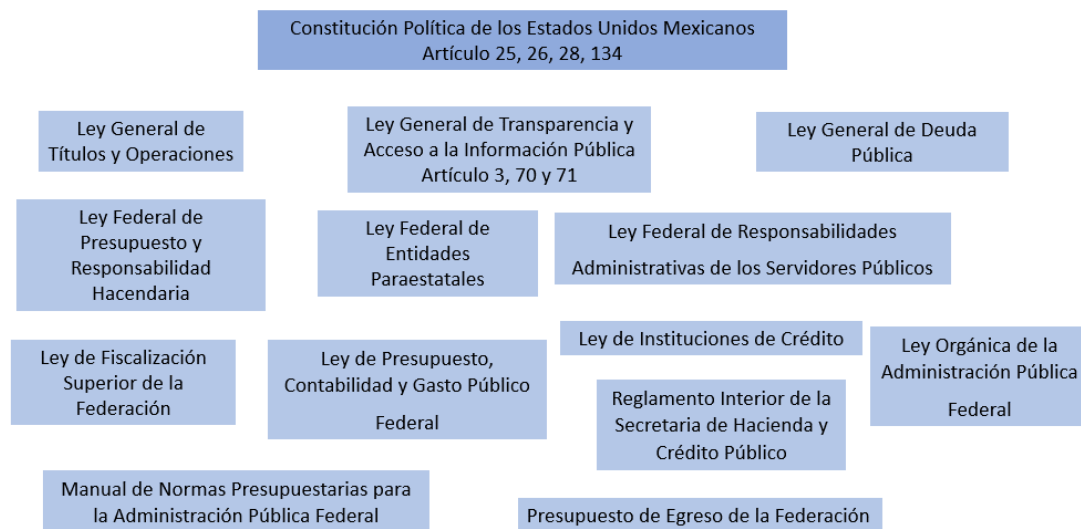 Constitución Política de los Estados Unidos Mexicanos
Artículo 25, 26, 28, 134
Ley General de
Títulos y Operaciones
Ley General de Transparencia y
Acceso a la Información Pública
Artículo 3, 70 y 71
Ley General de Deuda
Pública
Ley Federal de
Presupuesto y
Responsabilidad
Hacendaria
Ley Federal de
Entidades
Paraestatales
Ley Federal de Responsabilidades
Administrativas de los Servidores Públicos
Ley de Fiscalización
Superior de la
Federación
Ley de Presupuesto,
Contabilidad y Gasto Público
Federal
Ley de Instituciones de Crédito
Reglamento Interior de la
Secretaria de Hacienda y
Crédito Público
Ley Orgánica de la
Administración Pública
Federal
Manual de Normas Presupuestarias para
la Administración Pública Federal
Presupuesto de Egreso de la Federación